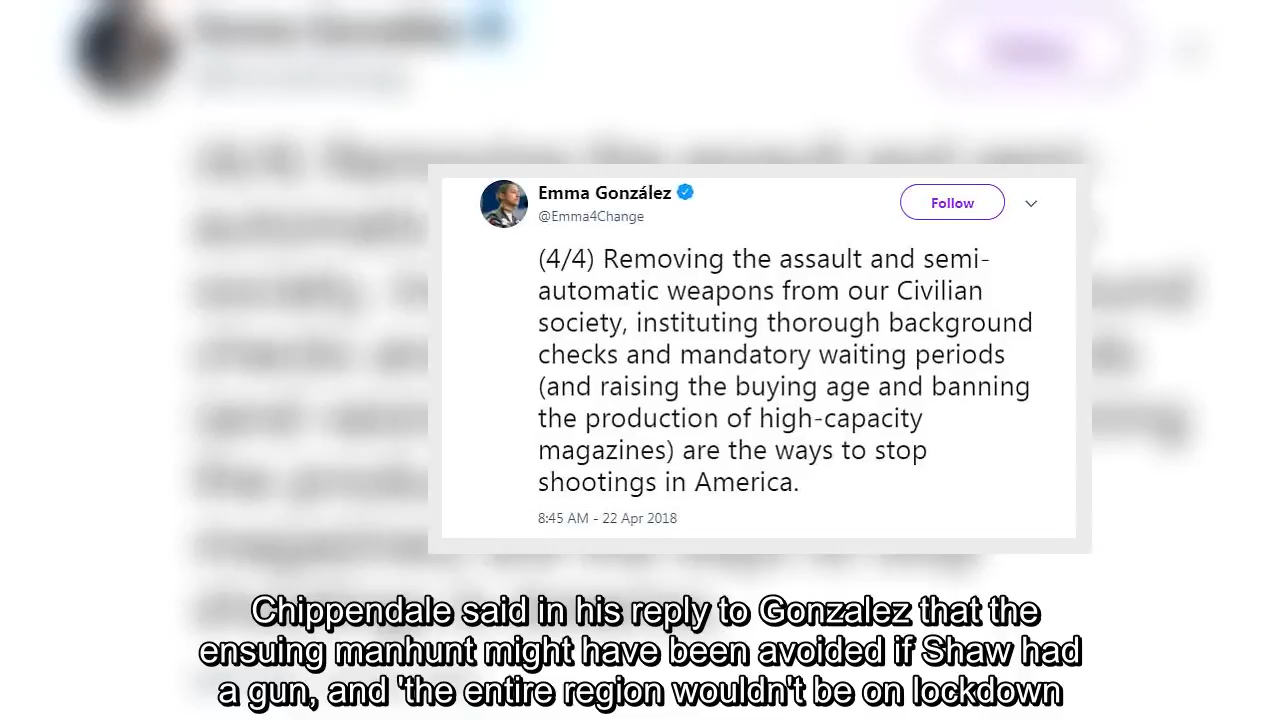 Emma González
@Emma4Change
Follow
(4/4) Removing the assault and semi-
automatic weapons from our Civilian
society, instituting thorough background
checks and mandatory waiting periods
(and raising the buying age and banning
the production of high-capacity
magazines) are the ways to stop
shootings in America.
8:45 AM - 22 Apr 2018
Chippendale said in his reply to Gonzalez that the
ensuing manhunt might have been avoided if Shaw had
a gun, and 'the entire region wouldn't be on lockdown